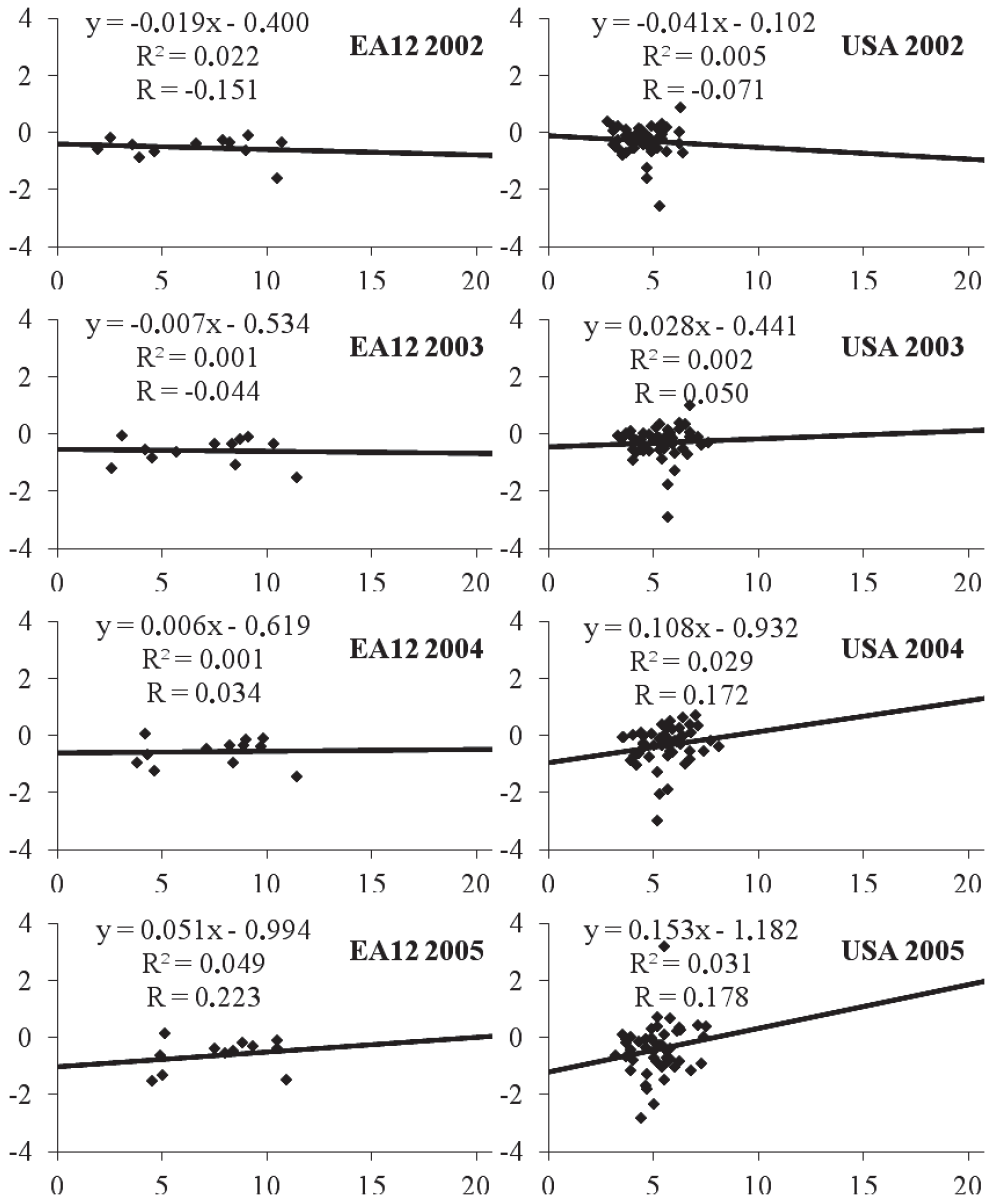 y = -0.019x - 0.400
R² = 0.022
R = -0.151
EA12 2002
4
2
0
-2
-4
0 5 10 15 20
y = -0.041x - 0.102
R² = 0.005
R = -0.071
USA 2002
4
2
0
-2
-4
0 5 10 15 20
y = -0.007x - 0.534
R² = 0.001
R = -0.044
EA12 2003
4
2
0
-2
-4
0 5 10 15 20
y = 0.028x - 0.441
R² = 0.002
R = 0.050
USA 2003
4
2
0
-2
-4
0 5 10 15 20
y = 0.006x - 0.619
R² = 0.001
R = 0.034
EA12 2004
4
2
0
-2
-4
0 5 10 15 20
y = 0.108x - 0.932
R² = 0.029
R = 0.172
USA 2004
4
2
0
-2
-4
0 5 10 15 20
y = 0.051x - 0.994
R² = 0.049
R = 0.223
EA12 2005
4
2
0
-2
-4
0 5 10 15 20
y = 0.153x - 1.182
R² = 0.031
R = 0.178
USA 2005
4
2
0
-2
-4
0 5 10 15 20